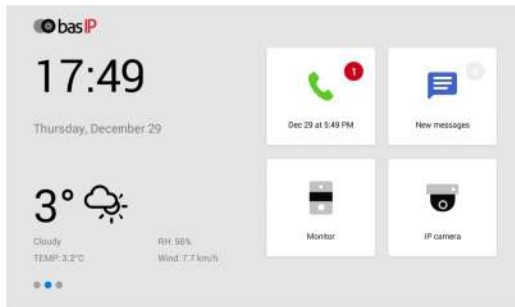 bas IP
17:49
Thursday, December 29
3°
Cloudy
RH: 56%
TEMP: 3.2°C
Wind: 7.7 km/h
1
Dec 29 at 5:49 PM
New messages
Monitor
IP camera